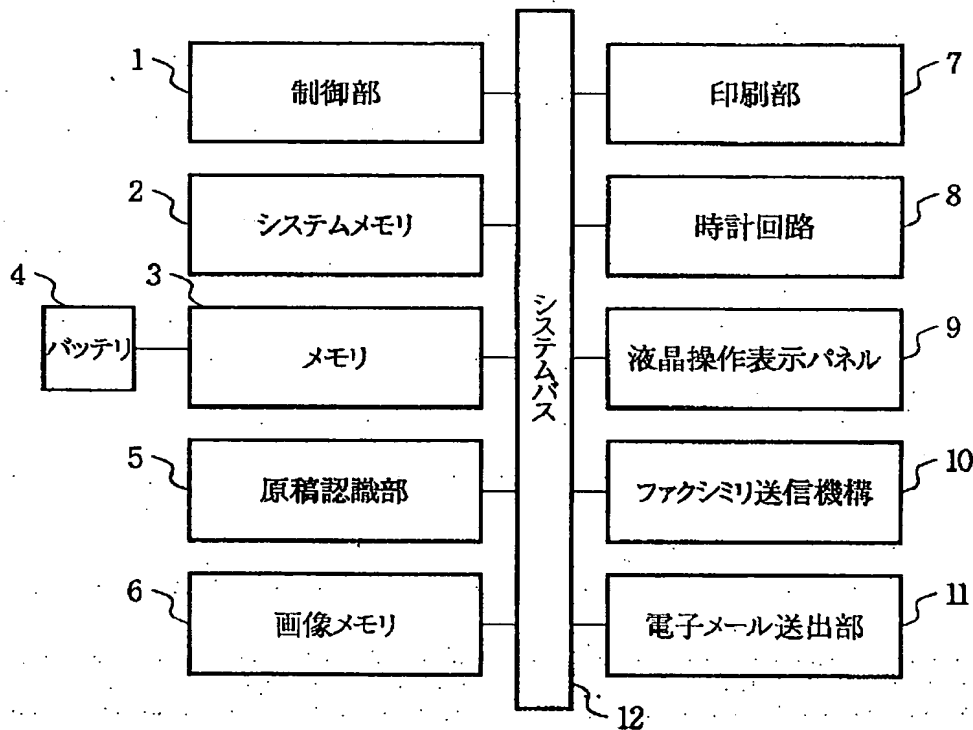 1
制御部
2
システムメモリ
3
メモリ
4
バッテリ
5
原稿認識部
6
画像メモリ
システムバス
12
7
印刷部
8
時計回路
9
液晶操作表示パネル
10
ファクシミリ送信機構
11
電子メール送出部